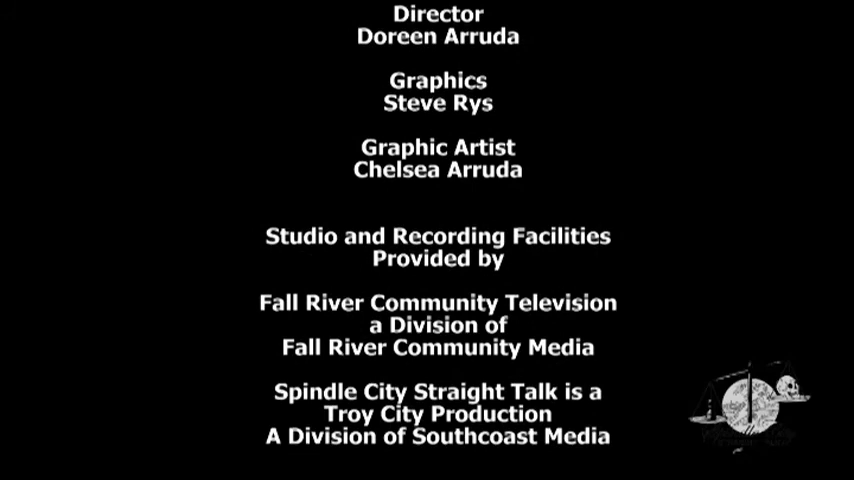 Director
Doreen Arruda
Graphics
Steve Rys
Graphic Artist
Chelsea Arruda
Studio and Recording Facilities
Provided by
Fall River Community Television
a Division of
Fall River Community Media
Spindle City Straight Talk is a
Troy City Production
A Division of Southcoast Media